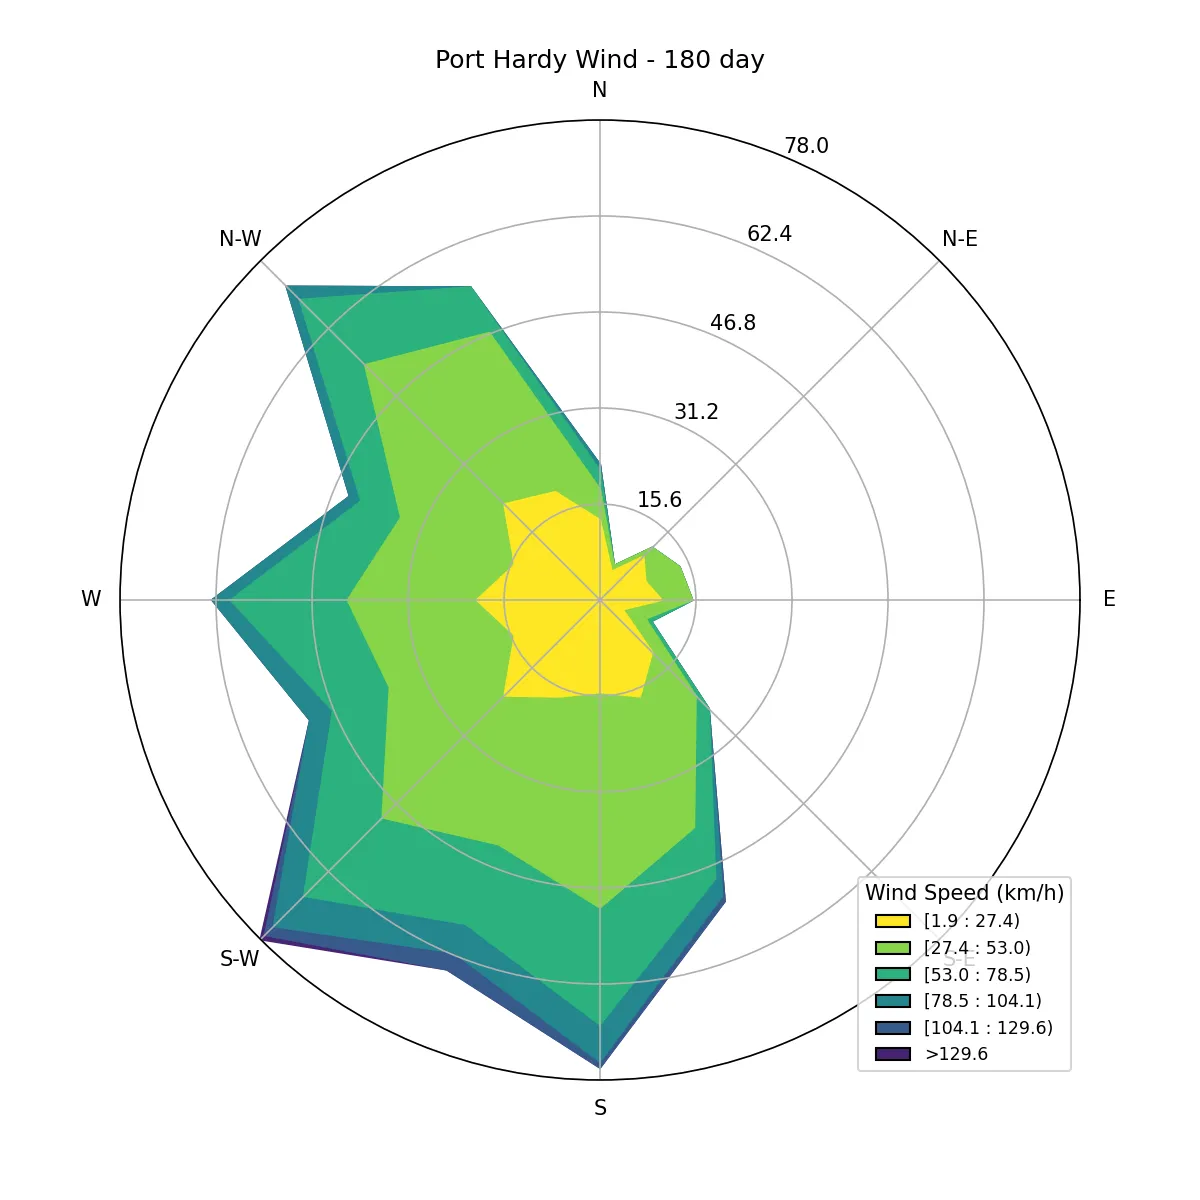 Port Hardy Wind - 180 day
N
78.0
N-W
62.4
N-E
46.8
31.2
15.6
W
E
S-W
S-E
S
Wind Speed (km/h)
[1.9 : 27.4)
[27.4 : 53.0)
[53.0 : 78.5)
[78.5 : 104.1)
[104.1 : 129.6)
>129.6